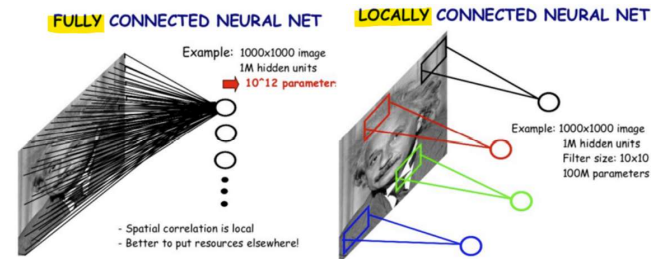 FULLY CONNECTED NEURAL NET
Example: 1000x1000 image
1M hidden units
10^12 parameters
- Spatial correlation is local
- Better to put resources elsewhere!
LOCALLY CONNECTED NEURAL NET
Example: 1000x1000 image
1M hidden units
Filter size: 10x10
100M parameters